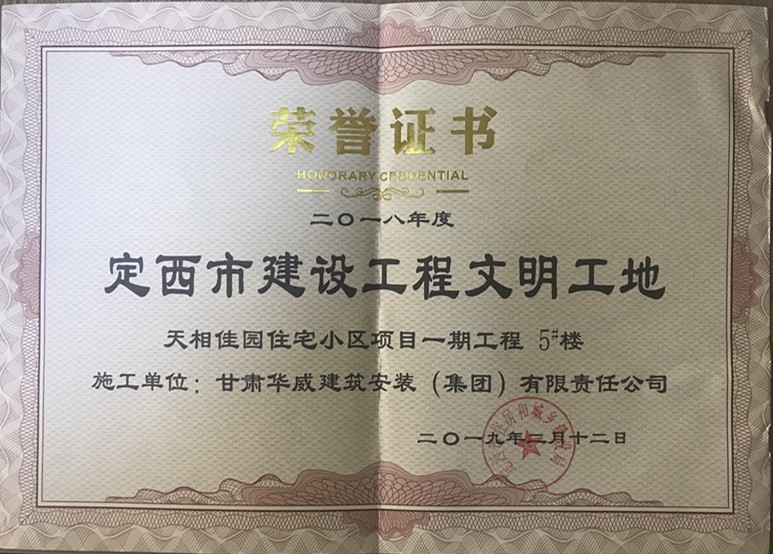 荣誉证书
HONORARY CREDENTIAL
二〇一八年度
定西市建设工程文明工地
天相佳园住宅小区项目一期工程 5#楼
施工单位：甘肃华威建筑安装（集团）有限责任公司
二〇一九年二月十二日